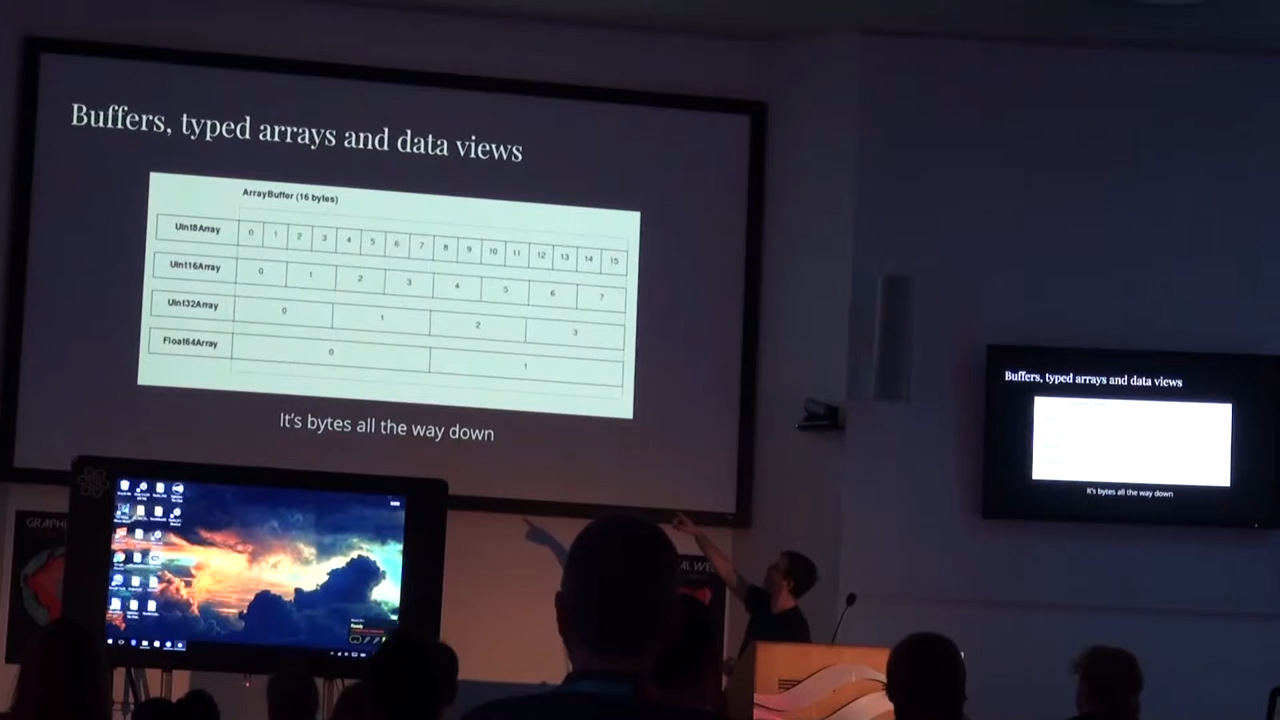 Buffers, typed arrays and data views
ArrayBuffer (16 bytes)
Uint8Array 0 1 2 3 4 5 6 7 8 9 10 11 12 13 14 15
Uint16Array 0 1 2 3 4 5 6 7
Uint32Array 0 1 2 3
Float64Array 0 1
It's bytes all the way down
Buffers, typed arrays and data views
It's bytes all the way down
GRAPHI
AL WE